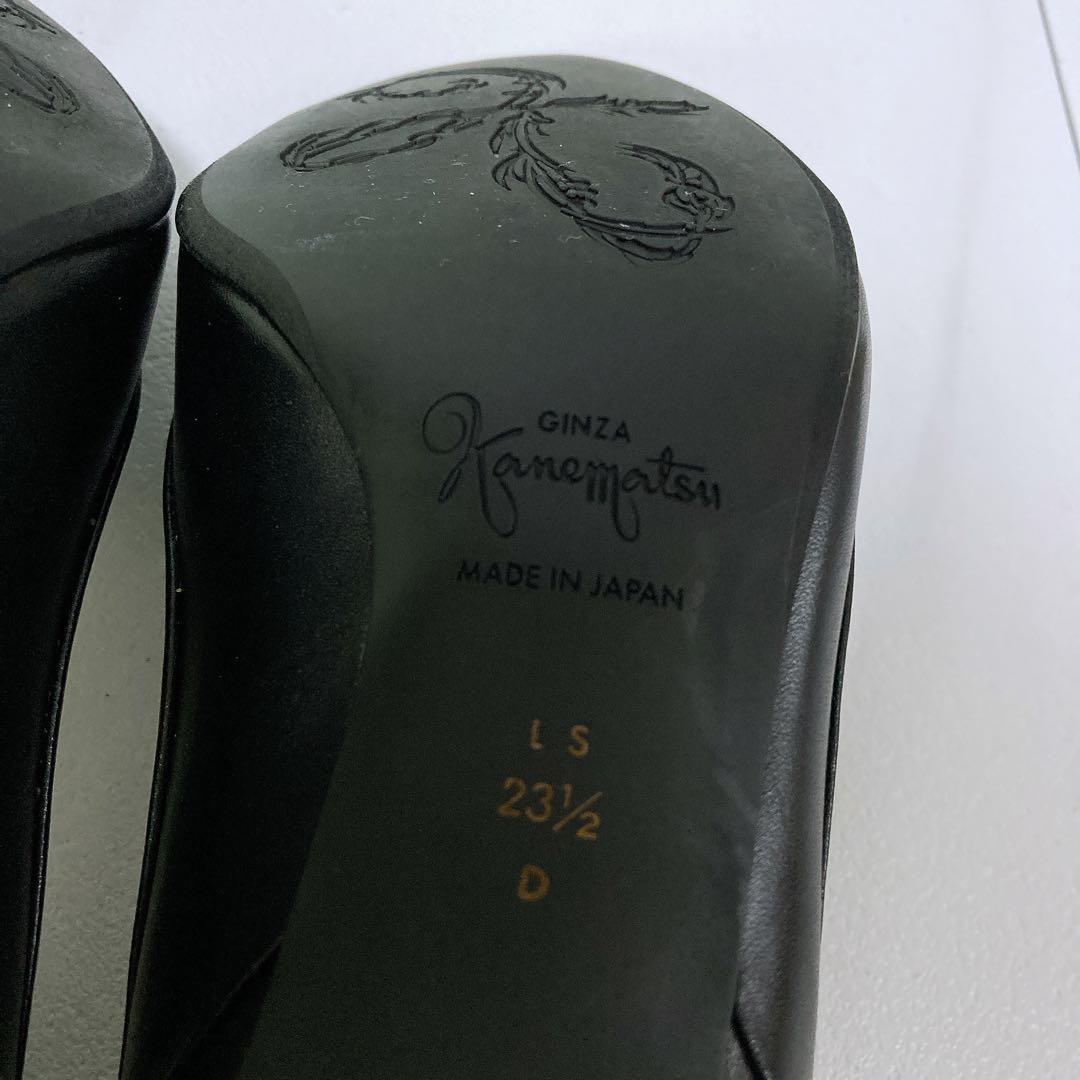 GINZA
Kanematsu
MADE IN JAPAN
L S
23½
D